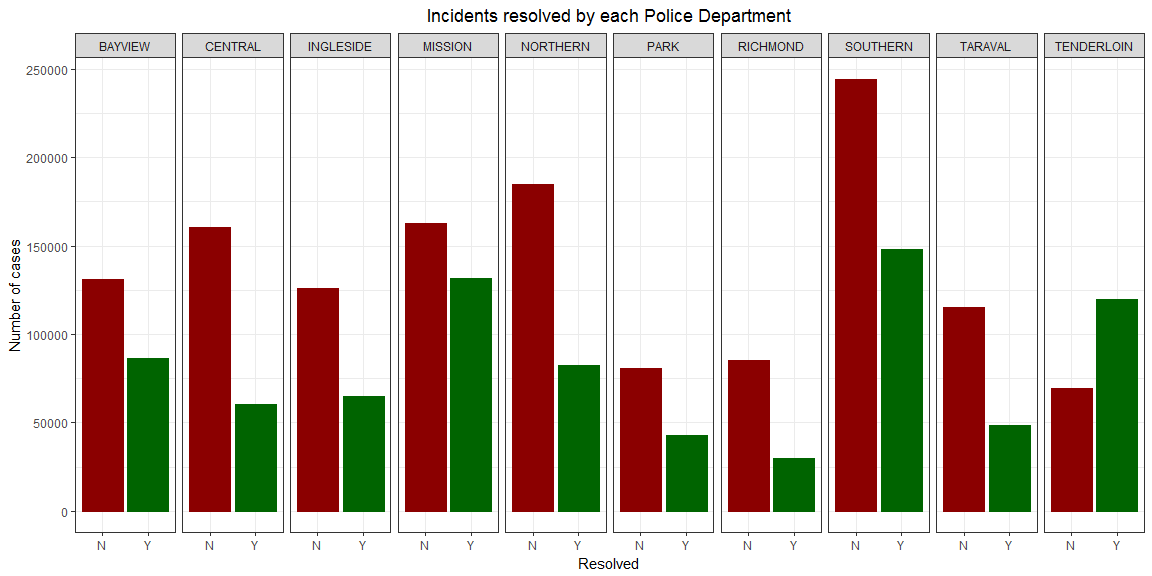 Incidents resolved by each Police Department
BAYVIEW CENTRAL INGLESIDE MISSION NORTHERN PARK RICHMOND SOUTHERN TARAVAL TENDERLOIN
250000
200000
150000
100000
50000
0
Number of cases
N Y N Y N Y N Y N Y N Y N Y N Y N Y N Y
Resolved